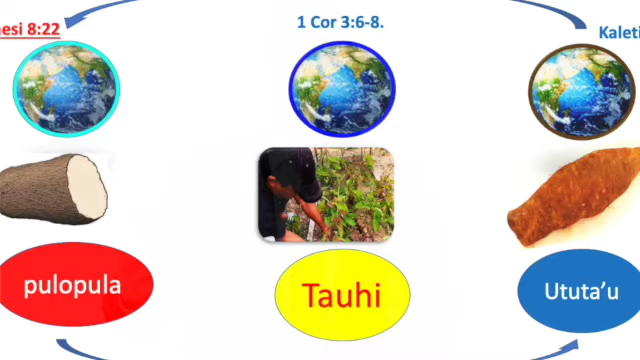 esi 8:22
1 Cor 3:6-8.
Kaleti
pulopula
Tauhi
Ututa’u